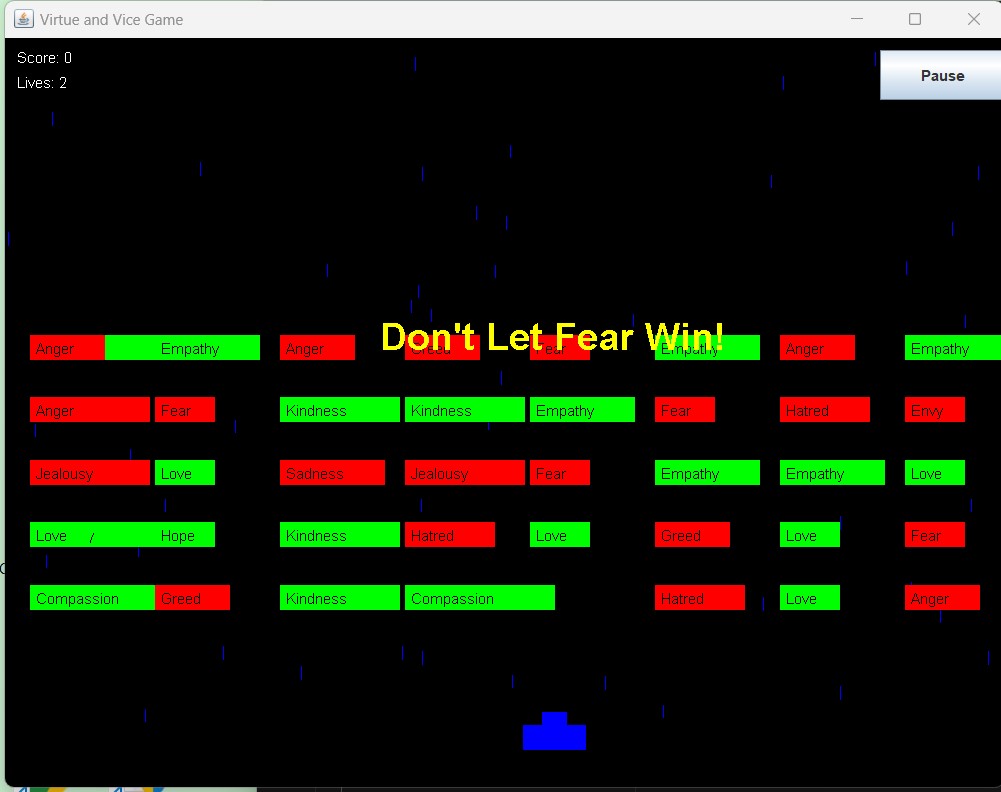 Virtue and Vice Game
Score: 0
Lives: 2
Pause
Don't Let Fear Win!
Anger Empathy Anger Greed Fear Empathy Anger Empathy
Anger Fear Kindness Kindness Empathy Fear Hatred Envy
Jealousy Love Sadness Jealousy Fear Empathy Empathy Love
Love / Hope Kindness Hatred Love Greed Love Fear
Compassion Greed Kindness Compassion Hatred Love Anger